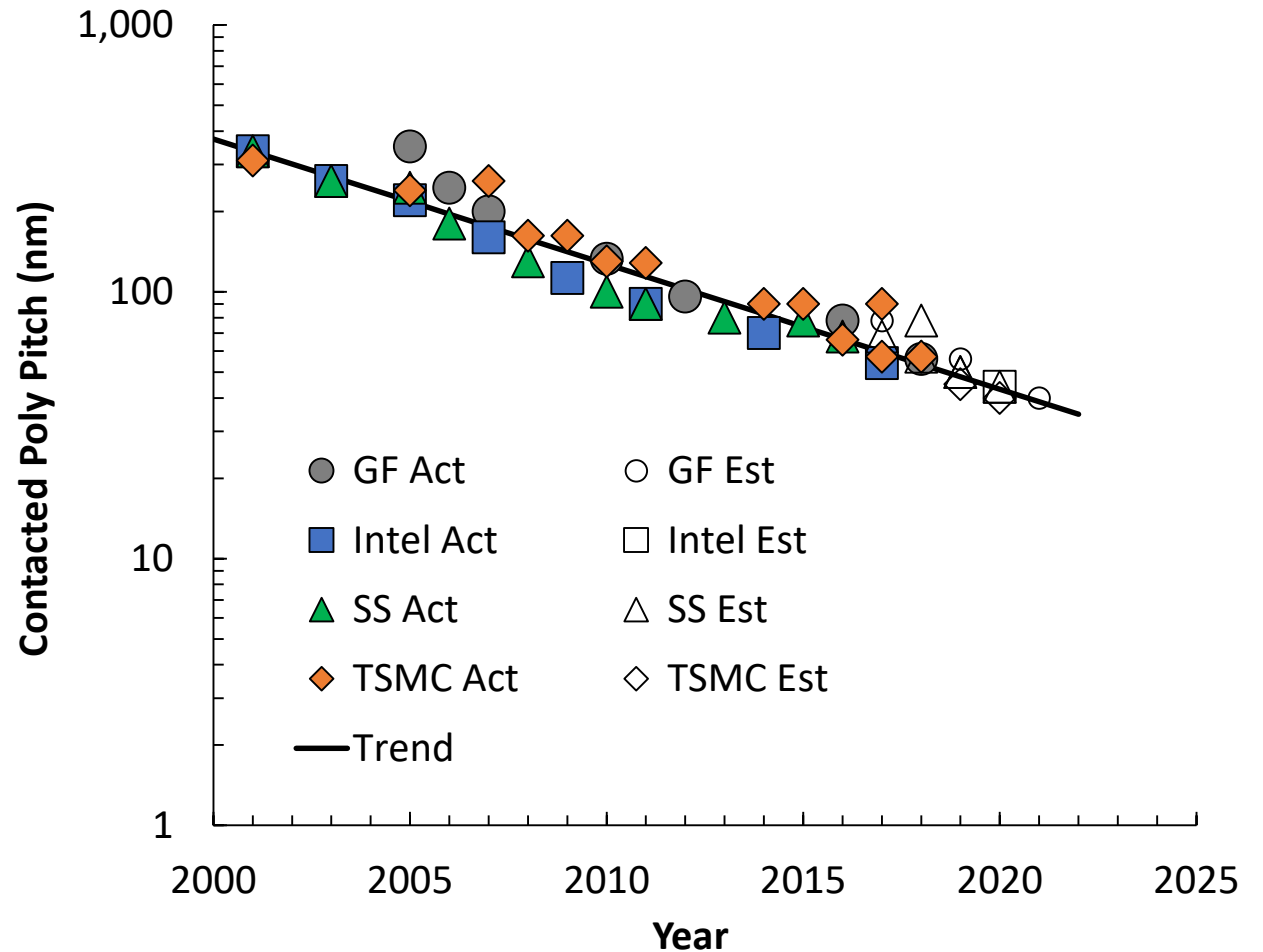 1,000
100
10
1
Contacted Poly Pitch (nm)
GF Act
GF Est
Intel Act
Intel Est
SS Act
SS Est
TSMC Act
TSMC Est
Trend
2000 2005 2010 2015 2020 2025
Year